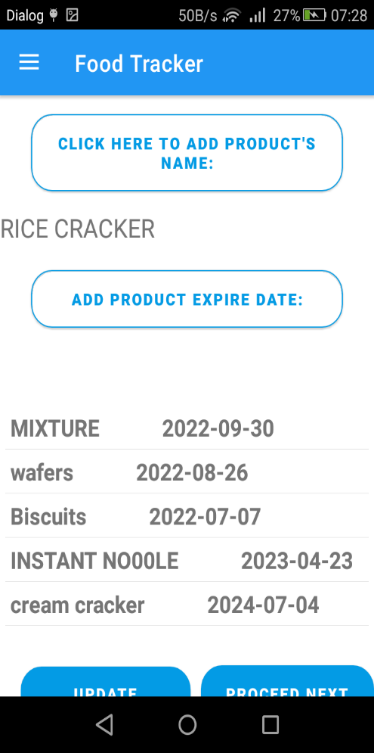 Dialog 50B/s 27% 07:28
Food Tracker
CLICK HERE TO ADD PRODUCT'S
NAME:
RICE CRACKER
ADD PRODUCT EXPIRE DATE:
MIXTURE 2022-09-30
wafers 2022-08-26
Biscuits 2022-07-07
INSTANT NO00LE 2023-04-23
cream cracker 2024-07-04
UPDATE PROCEED NEXT